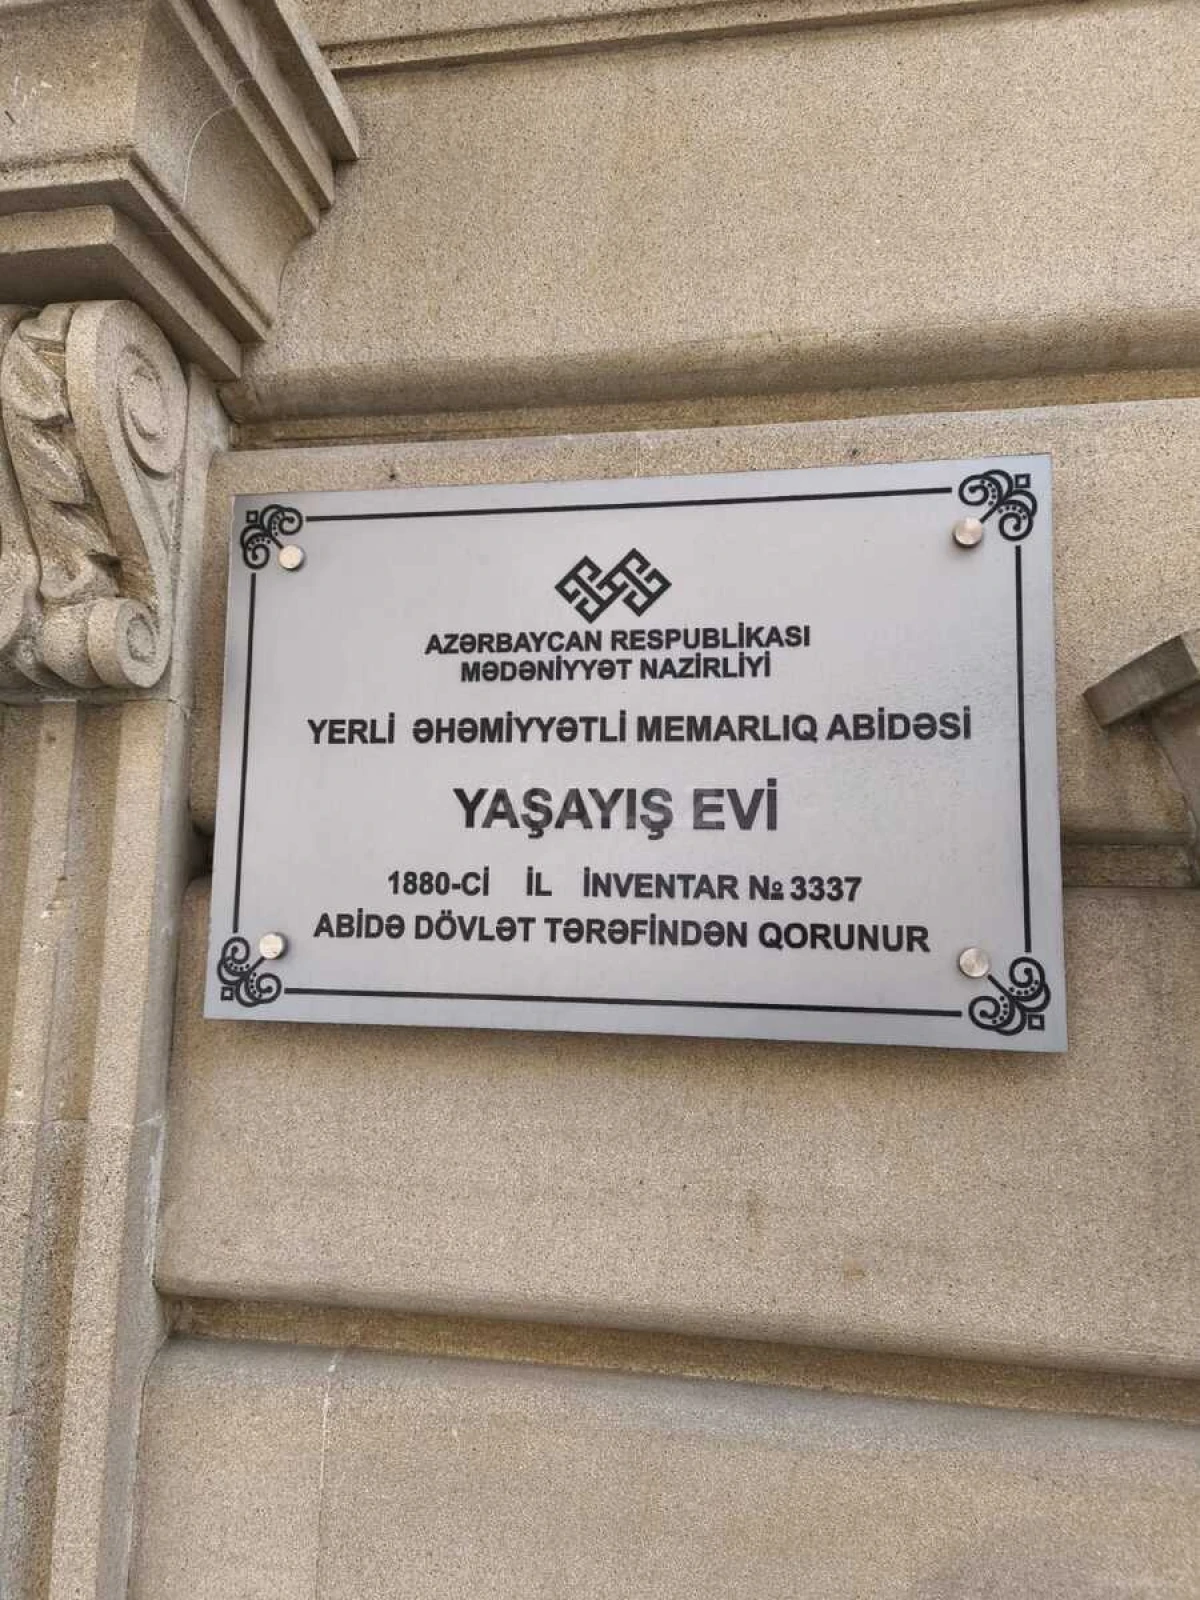 AZƏRBAYCAN RESPUBLİKASI
MƏDƏNİYYƏT NAZİRLİYİ
YERLİ ƏHƏMİYYƏTLİ MEMARLIQ ABİDƏSİ
YAŞAYIŞ EVİ
1880-Cİ İL İNVENTAR № 3337
ABİDƏ DÖVLƏT TƏRƏFİNDƏN QORUNUR